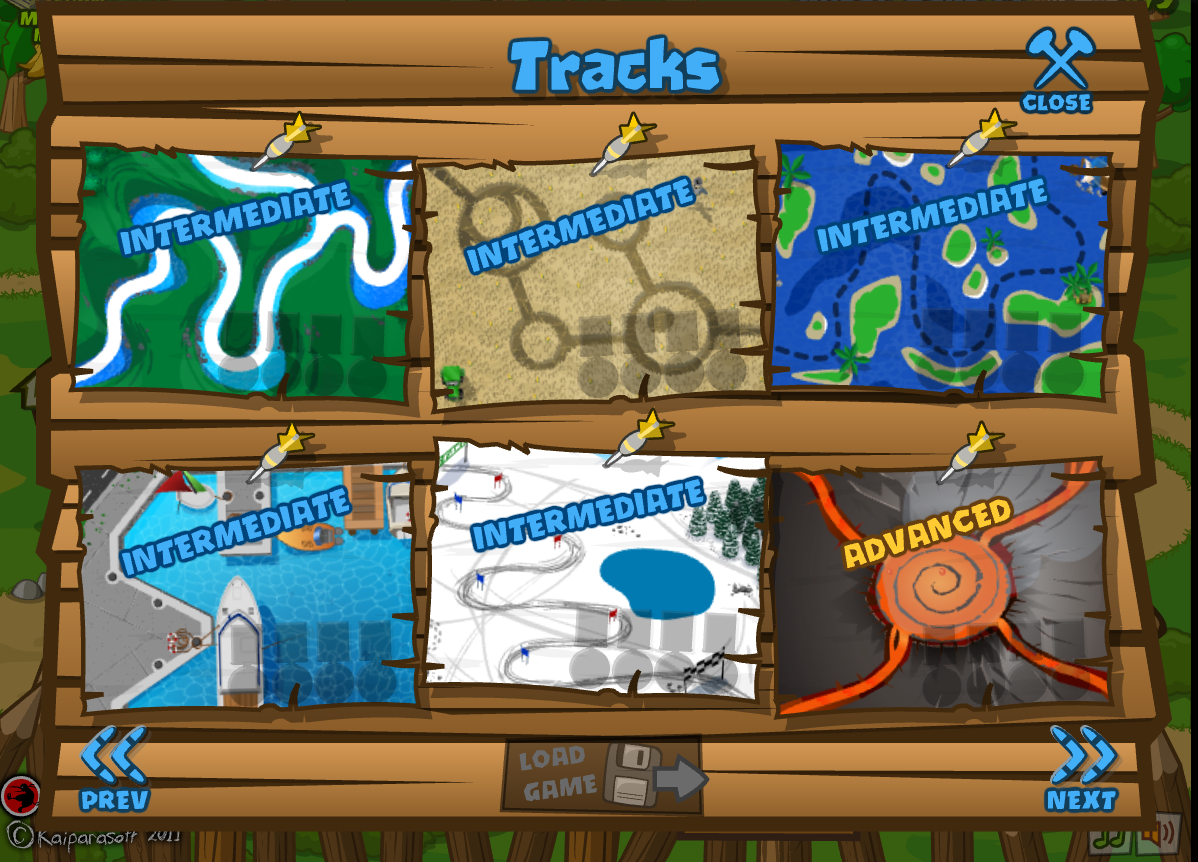 Tracks
CLOSE
INTERMEDIATE
INTERMEDIATE
INTERMEDIATE
INTERMEDIATE
INTERMEDIATE
ADVANCED
LOAD
GAME
PREV
NEXT
© Kaiparasoft 2011